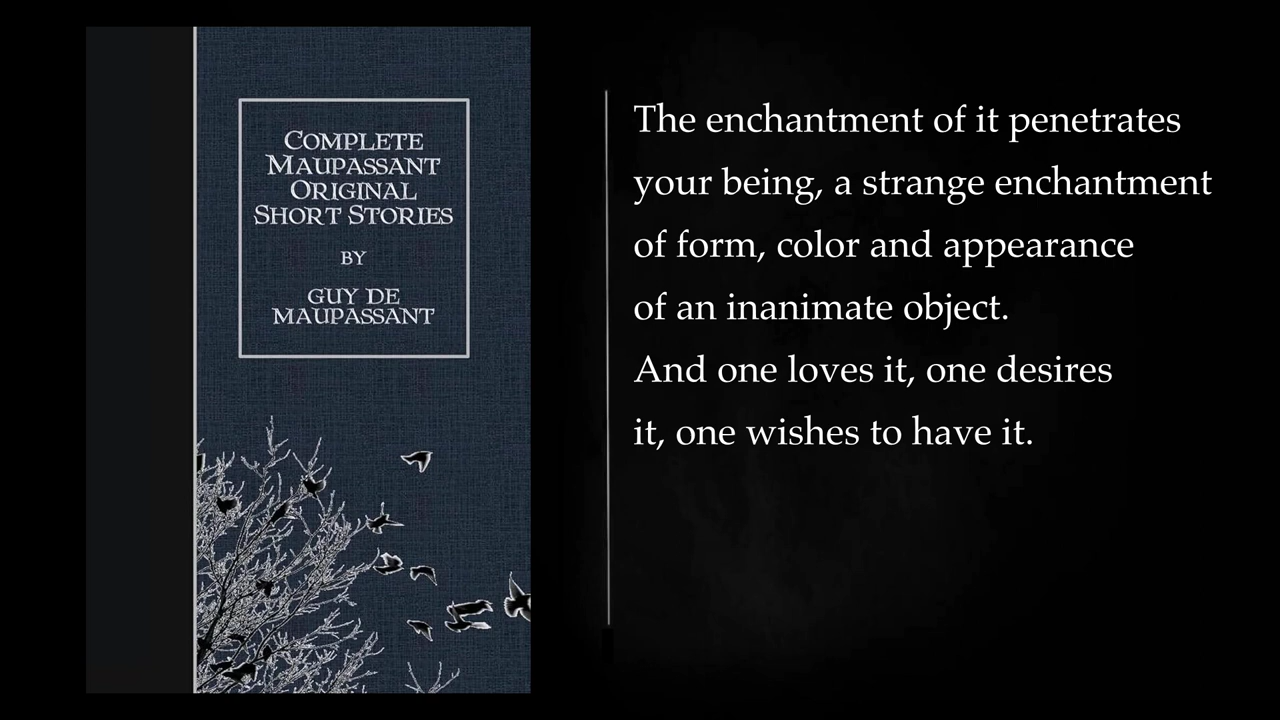 COMPLETE
MAUPASSANT
ORIGINAL
SHORT STORIES
BY
GUY DE
MAUPASSANT
The enchantment of it penetrates
your being, a strange enchantment
of form, color and appearance
of an inanimate object.
And one loves it, one desires
it, one wishes to have it.